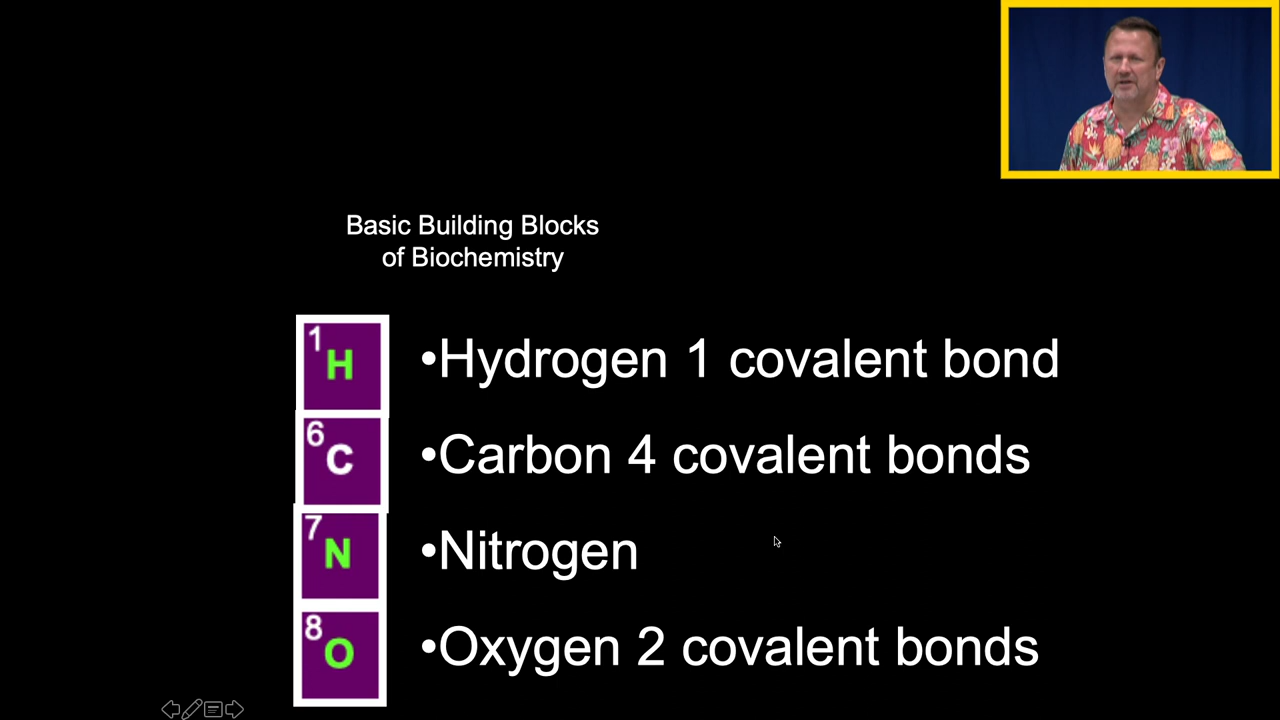 Basic Building Blocks
of Biochemistry
1
H
•Hydrogen 1 covalent bond
6
C
•Carbon 4 covalent bonds
7
N
•Nitrogen
8
O
•Oxygen 2 covalent bonds